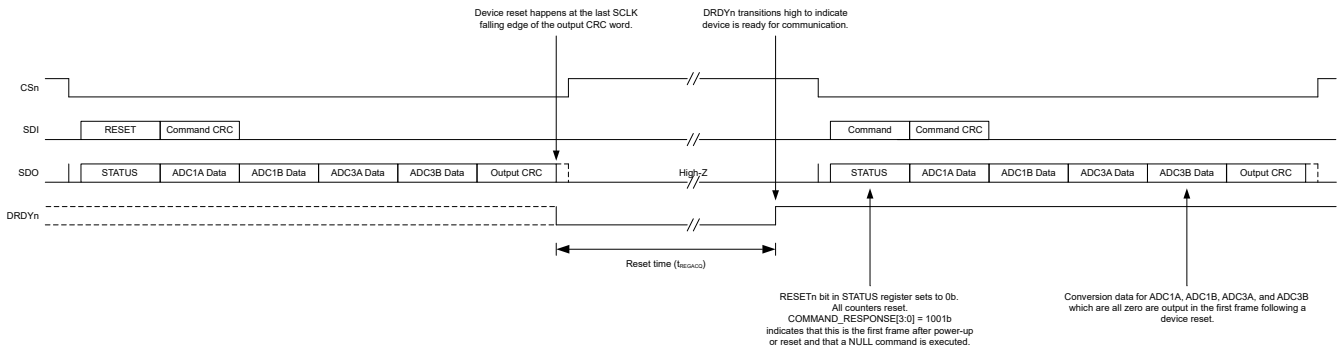 Device reset happens at the last SCLK
falling edge of the output CRC word.
DRDYn transitions high to indicate
device is ready for communication.
CSn
SDI
RESET
Command CRC
Command
Command CRC
SDO
STATUS
ADC1A Data
ADC1B Data
ADC3A Data
ADC3B Data
Output CRC
High-Z
STATUS
ADC1A Data
ADC1B Data
ADC3A Data
ADC3B Data
Output CRC
DRDYn
Reset time (tREGACQ)
RESETn bit in STATUS register sets to 0b.
All counters reset.
COMMAND_RESPONSE[3:0] = 1001b
indicates that this is the first frame after power-up
or reset and that a NULL command is executed.
Conversion data for ADC1A, ADC1B, ADC3A, and ADC3B
which are all zero are output in the first frame following a
device reset.